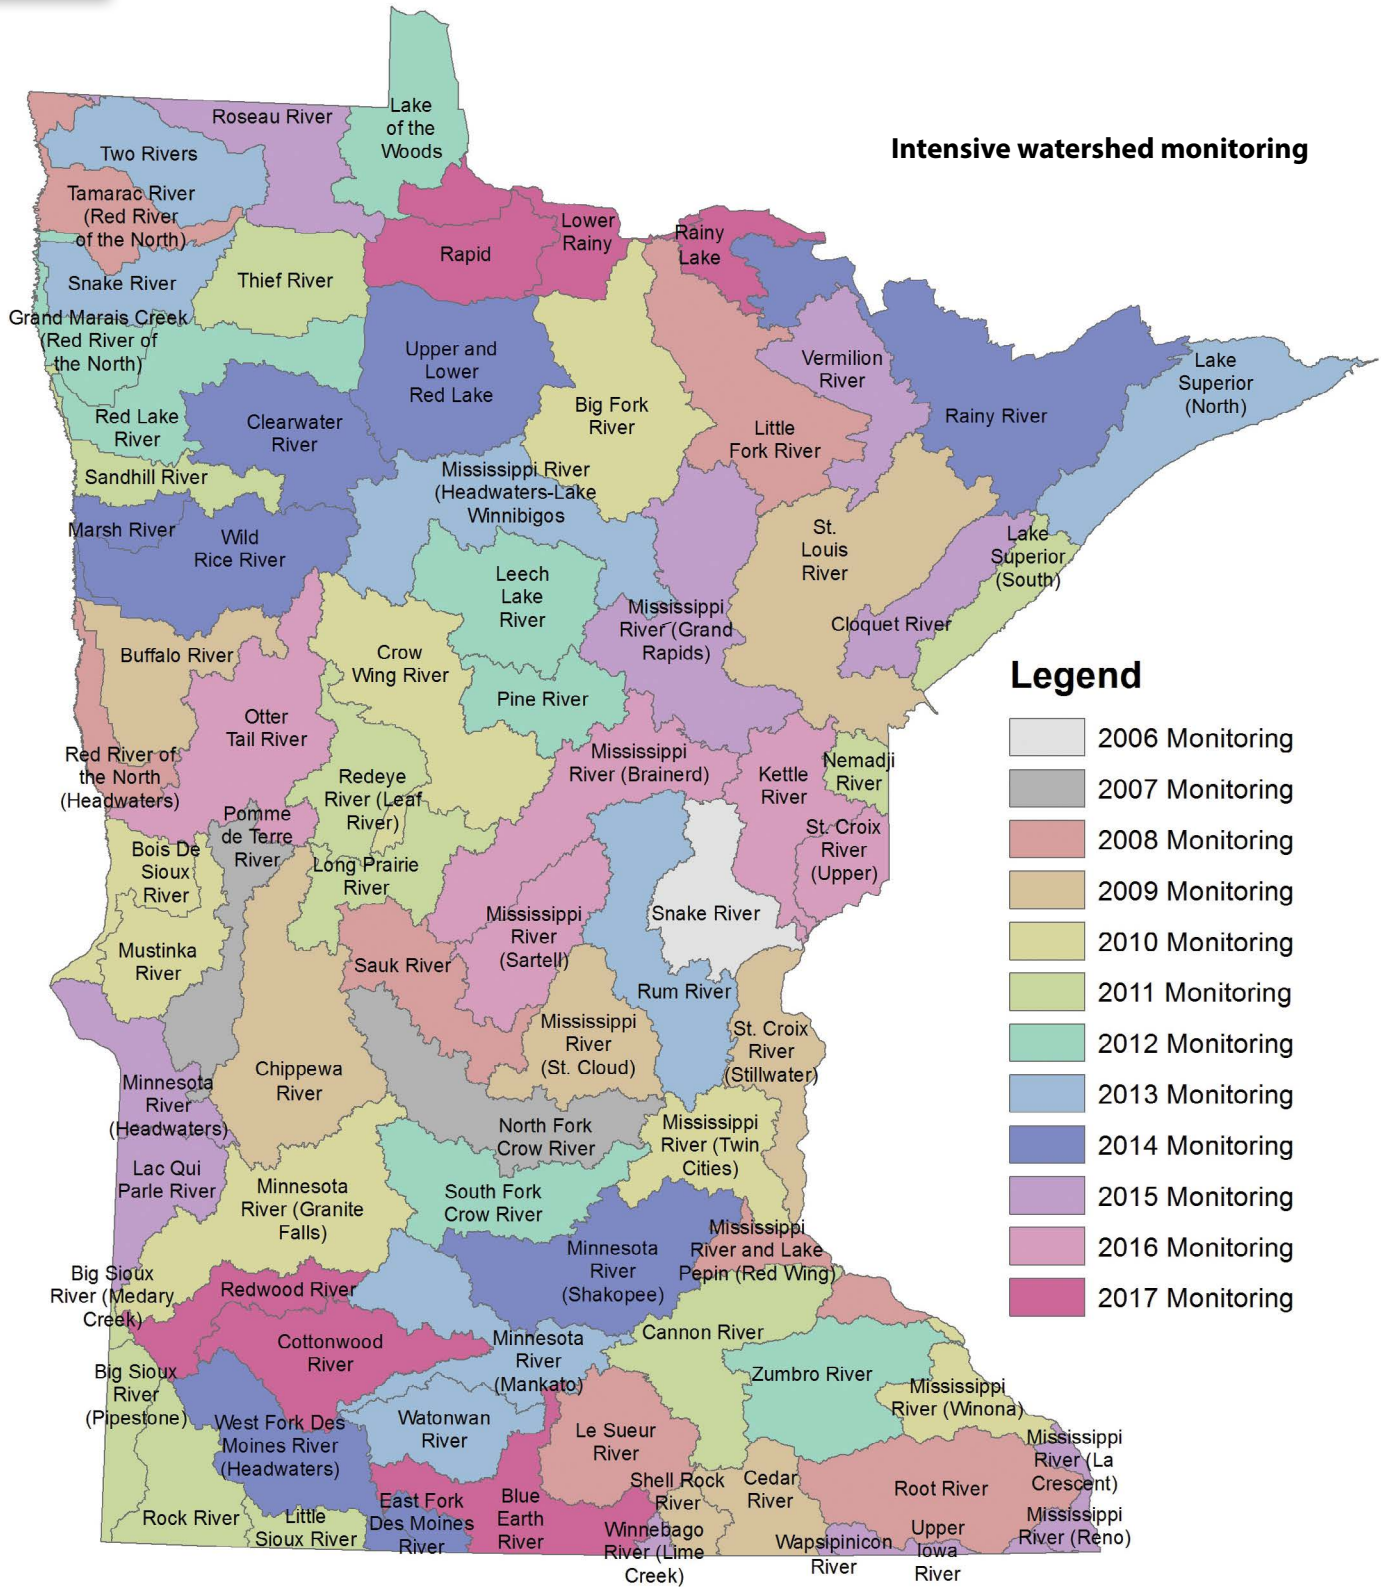 Intensive watershed monitoring
Roseau River
Lake
of the
Woods
Two Rivers
Tamarac River
(Red River
of the North)
Lower
Rainy
Rapid
Rainy
Lake
Snake River
Thief River
Grand Marais Creek
(Red River of
the North)
Upper and
Lower
Red Lake
Vermilion
River
Lake
Superior
(North)
Red Lake
River
Clearwater
River
Big Fork
River
Little
Fork River
Rainy River
Sandhill River
Mississippi River
(Headwaters-Lake
Winnibigos
Marsh River
Wild
Rice River
St.
Louis
River
Lake
Superior
(South)
Leech
Lake
River
Mississippi
River (Grand
Rapids)
Cloquet River
Buffalo River
Crow
Wing River
Pine River
Otter
Tail River
Red River of
the North
(Headwaters)
Redeye
River (Leaf
River)
Mississippi
River (Brainerd)
Kettle
River
Nemadji
River
Pomme
de Terre
River
Bois De
Sioux
River
Long Prairie
River
St. Croix
River
(Upper)
Mustinka
River
Sauk River
Mississippi
River
(Sartell)
Snake River
Rum River
Chippewa
River
Mississippi
River
(St. Cloud)
St. Croix
River
(Stillwater)
Minnesota
River
(Headwaters)
North Fork
Crow River
Mississippi
River (Twin
Cities)
Lac Qui
Parle River
Minnesota
River (Granite
Falls)
South Fork
Crow River
Minnesota
River
(Shakopee)
Mississippi
River and Lake
Pepin (Red Wing)
Big Sioux
River (Medary
Creek)
Redwood River
Cottonwood
River
Minnesota
River
(Mankato)
Cannon River
Zumbro River
Big Sioux
River
(Pipestone)
Mississippi
River (Winona)
West Fork Des
Moines River
(Headwaters)
Watonwan
River
Le Sueur
River
Mississippi
River (La
Crescent)
Shell Rock
River
Cedar
River
Root River
Rock River
Little
Sioux River
East Fork
Des Moines
River
Blue
Earth
River
Winnebago
River (Lime
Creek)
Wapsipinicon
River
Upper
Iowa
River
Mississippi
River (Reno)
Legend
2006 Monitoring
2007 Monitoring
2008 Monitoring
2009 Monitoring
2010 Monitoring
2011 Monitoring
2012 Monitoring
2013 Monitoring
2014 Monitoring
2015 Monitoring
2016 Monitoring
2017 Monitoring